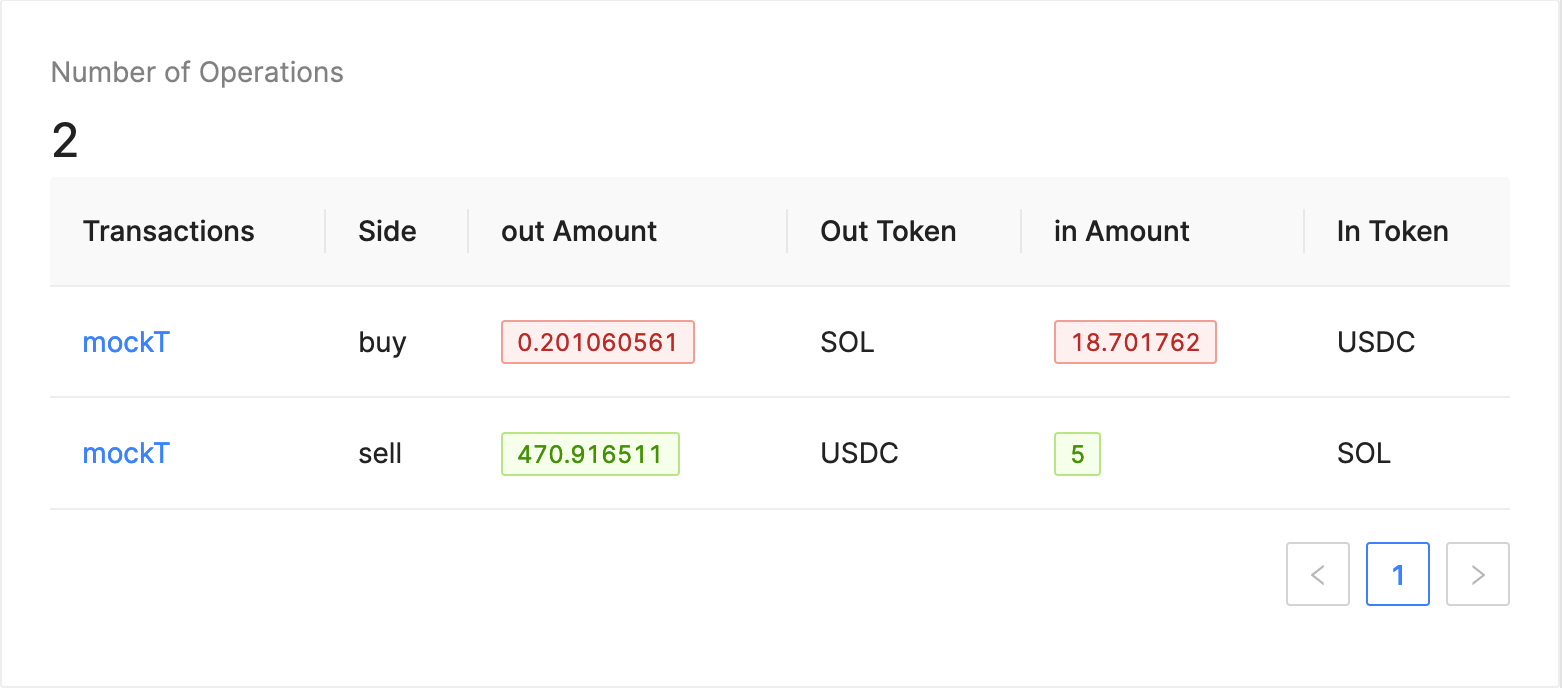 Number of Operations
2
Transactions Side out Amount Out Token in Amount In Token
mockT buy 0.201060561 SOL 18.701762 USDC
mockT sell 470.916511 USDC 5 SOL
< 1 >